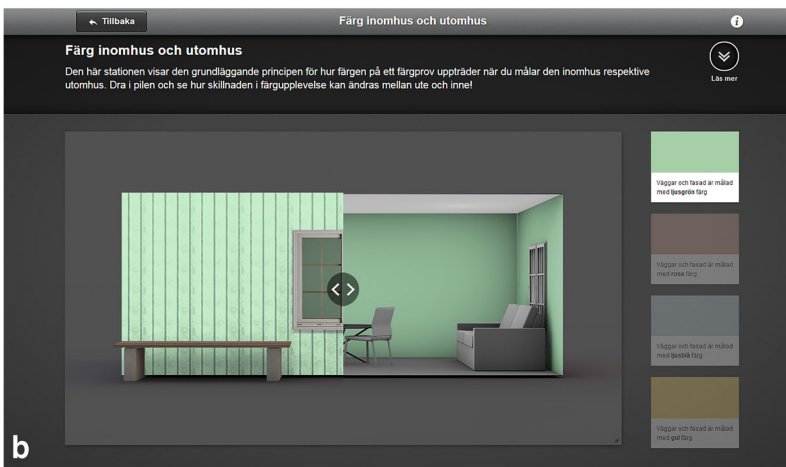 Tillbaka
Färg inomhus och utomhus
i
Färg inomhus och utomhus
Den här stationen visar den grundläggande principen för hur färgen på ett färgprov uppträder när du målar den inomhus respektive
utomhus. Dra i pilen och se hur skillnaden i färgupplevelse kan ändras mellan ute och inne!
Läs mer
Väggar och fasad är målad
med ljusgrön färg
Väggar och fasad är målad
med rosa färg
Väggar och fasad är målad
med ljusblå färg
Väggar och fasad är målad
med gul färg
b